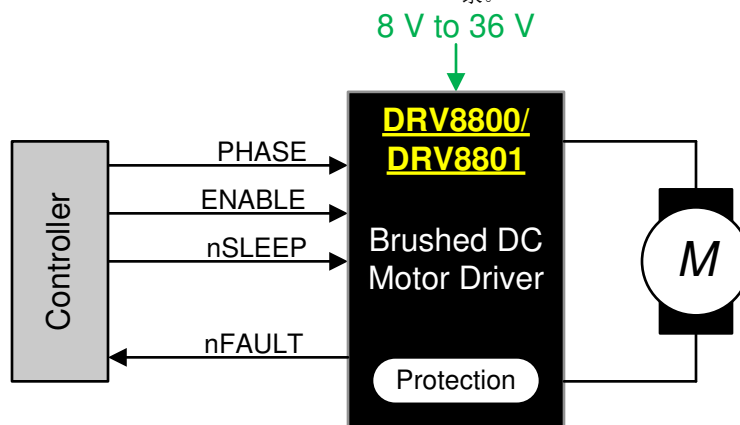 8 V to 36 V
DRV8800/
DRV8801
PHASE
ENABLE
nSLEEP
nFAULT
Controller
Brushed DC
Motor Driver
Protection
M